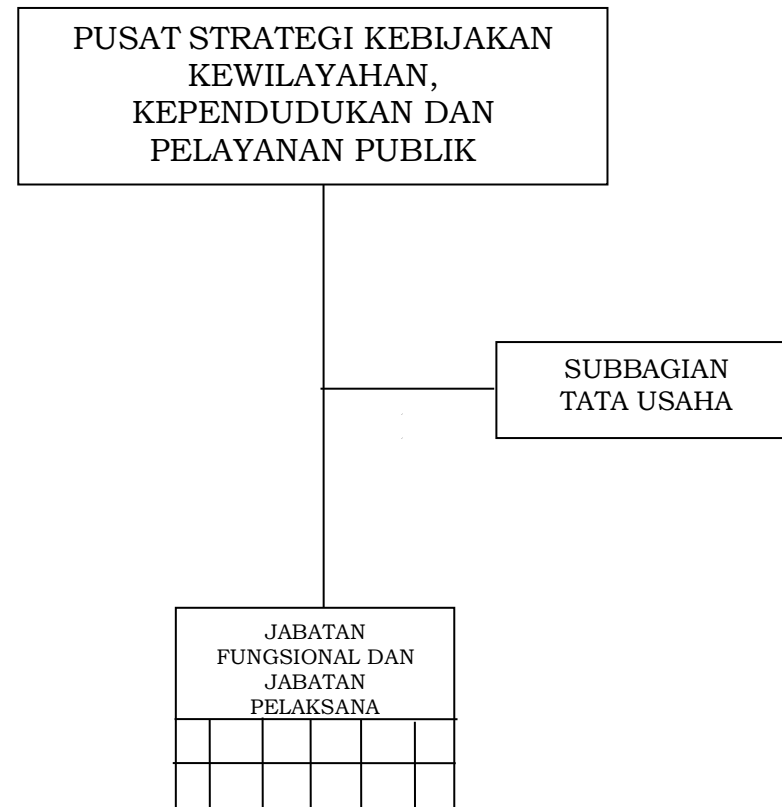 PUSAT STRATEGI KEBIJAKAN
KEWILAYAHAN,
KEPENDUDUKAN DAN
PELAYANAN PUBLIK
SUBBAGIAN
TATA USAHA
JABATAN
FUNGSIONAL DAN
JABATAN
PELAKSANA